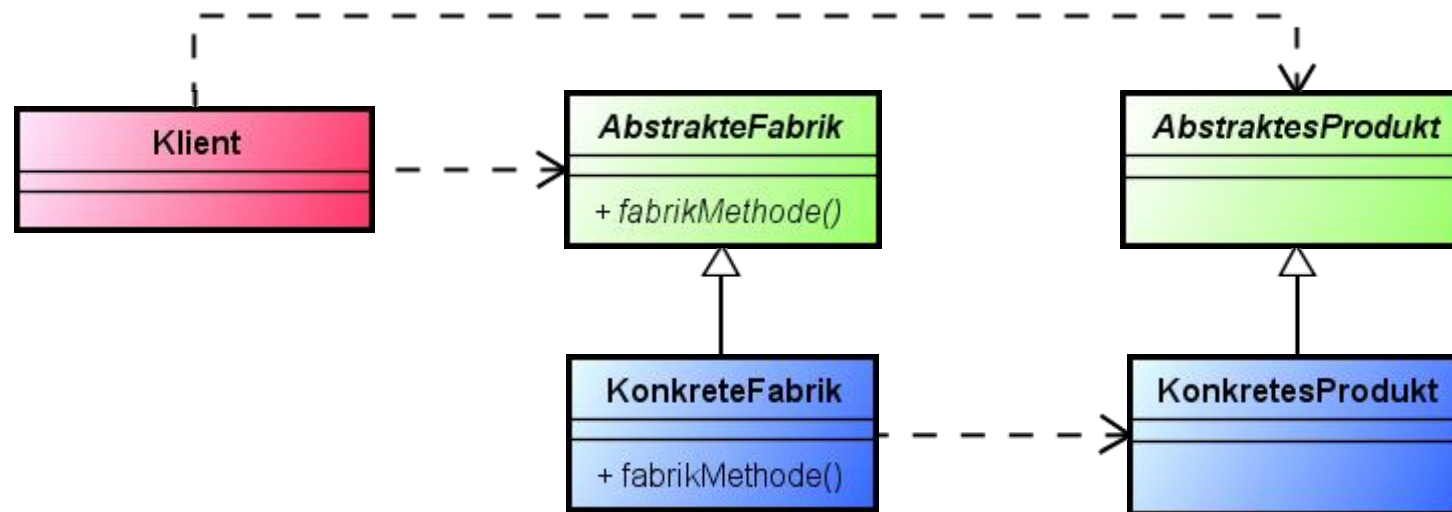 Klient
AbstrakteFabrik
+ fabrikMethode()
AbstraktesProdukt
KonkreteFabrik
+ fabrikMethode()
KonkretesProdukt